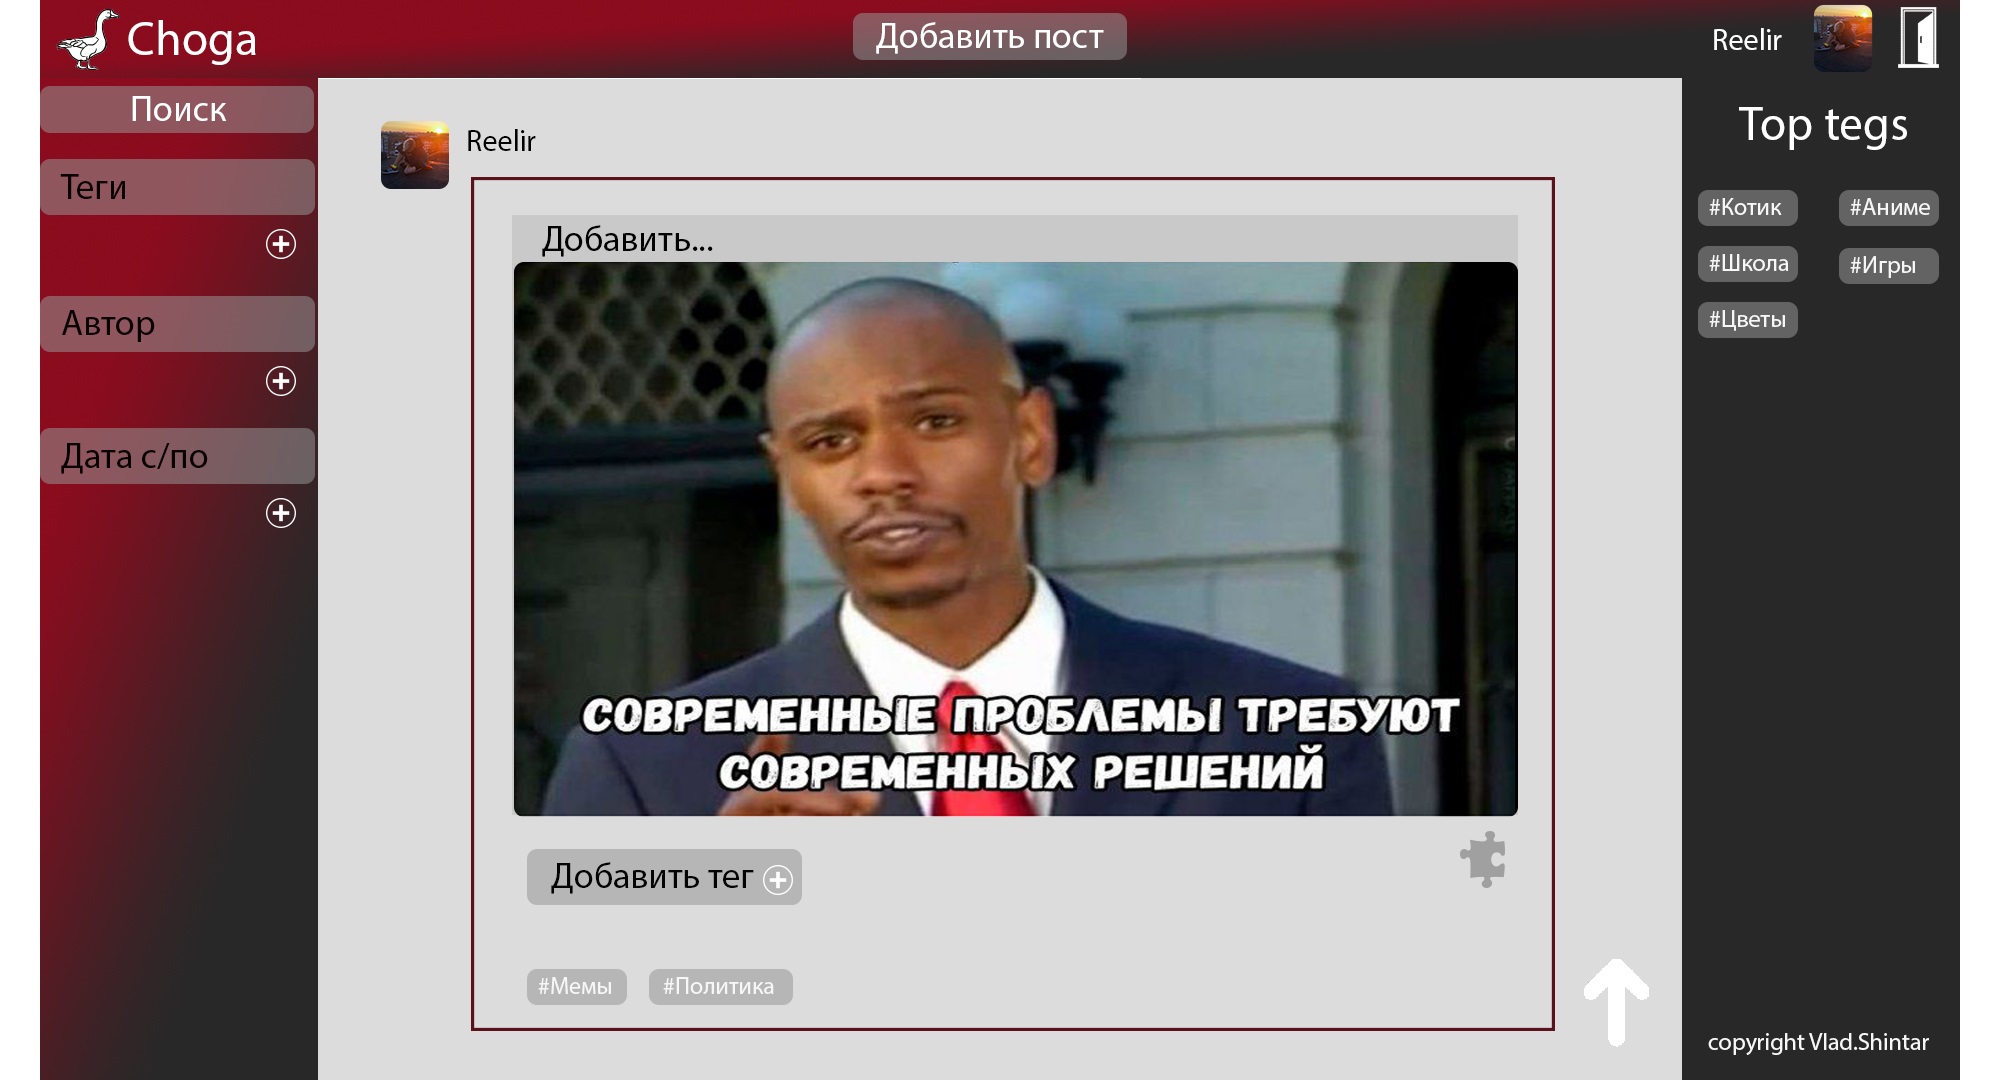 Choga
Добавить пост
Reelir
Поиск
Теги
Автор
Дата с/по
Reelir
Добавить...
СОВРЕМЕННЫЕ ПРОБЛЕМЫ ТРЕБУЮТ
СОВРЕМЕННЫХ РЕШЕНИЙ
Добавить тег
#Мемы #Политика
Top tegs
#Котик #Аниме
#Школа #Игры
#Цветы
copyright Vlad.Shintar